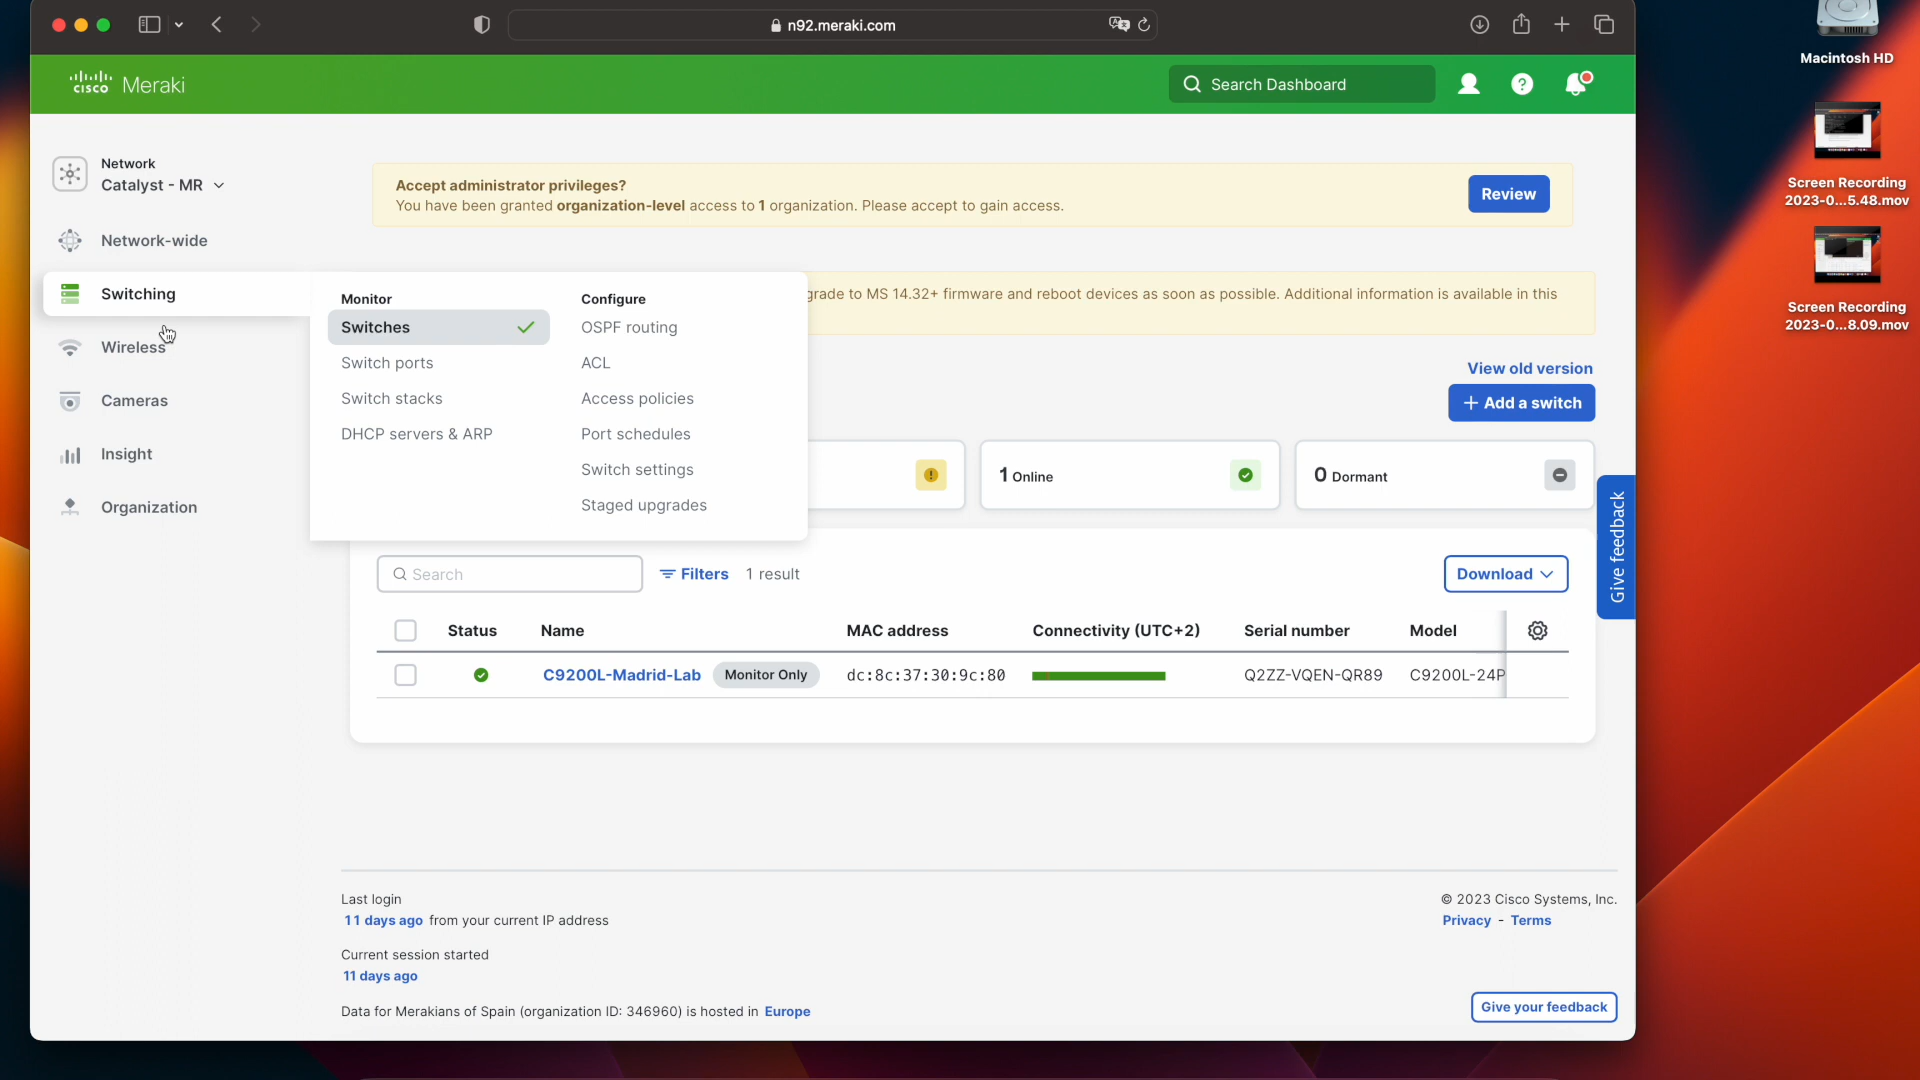 n92.meraki.com
Macintosh HD
Screen Recording
2023-0...5.48.mov
Screen Recording
2023-0...8.09.mov
CISCO Meraki
Search Dashboard
Network
Catalyst - MR
Network-wide
Switching
Wireless
Cameras
Insight
Organization
Accept administrator privileges?
You have been granted organization-level access to 1 organization. Please accept to gain access.
Review
grade to MS 14.32+ firmware and reboot devices as soon as possible. Additional information is available in this
Monitor
Switches
Switch ports
Switch stacks
DHCP servers & ARP
Configure
OSPF routing
ACL
Access policies
Port schedules
Switch settings
Staged upgrades
View old version
+ Add a switch
1 Online
0 Dormant
Give feedback
Search
Filters
1 result
Download
Status Name MAC address Connectivity (UTC+2) Serial number Model
C9200L-Madrid-Lab Monitor Only dc:8c:37:30:9c:80 Q2ZZ-VQEN-QR89 C9200L-24P
Last login
11 days ago from your current IP address
Current session started
11 days ago
Data for Merakians of Spain (organization ID: 346960) is hosted in Europe
© 2023 Cisco Systems, Inc.
Privacy - Terms
Give your feedback